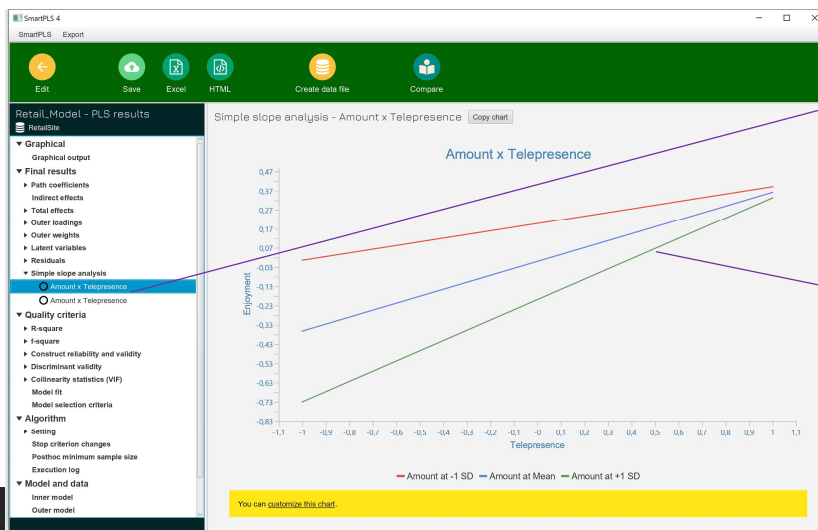 SmartPLS 4
SmartPLS Export
Edit Save Excel HTML Create data file Compare
Retail_Model - PLS results
RetailSite
Graphical
Graphical output
Final results
Path coefficients
Indirect effects
Total effects
Outer loadings
Outer weights
Latent variables
Residuals
Simple slope analysis
Amount x Telepresence
Amount x Telepresence
Quality criteria
R-square
f-square
Construct reliability and validity
Discriminant validity
Collinearity statistics (VIF)
Model fit
Model selection criteria
Algorithm
Setting
Stop criterion changes
Posthoc minimum sample size
Execution log
Model and data
Inner model
Outer model
Simple slope analysis - Amount x Telepresence Copy chart
Amount x Telepresence
0,47
0,37
0,27
0,17
0,07
-0,03
-0,13
-0,23
-0,33
-0,43
-0,53
-0,63
-0,73
-0,83
Enjoyment
-1,1 -1 -0,9 -0,8 -0,7 -0,6 -0,5 -0,4 -0,3 -0,2 -0,1 -0 0,1 0,2 0,3 0,4 0,5 0,6 0,7 0,8 0,9 1 1,1
Telepresence
Amount at -1 SD Amount at Mean Amount at +1 SD
You can customize this chart.